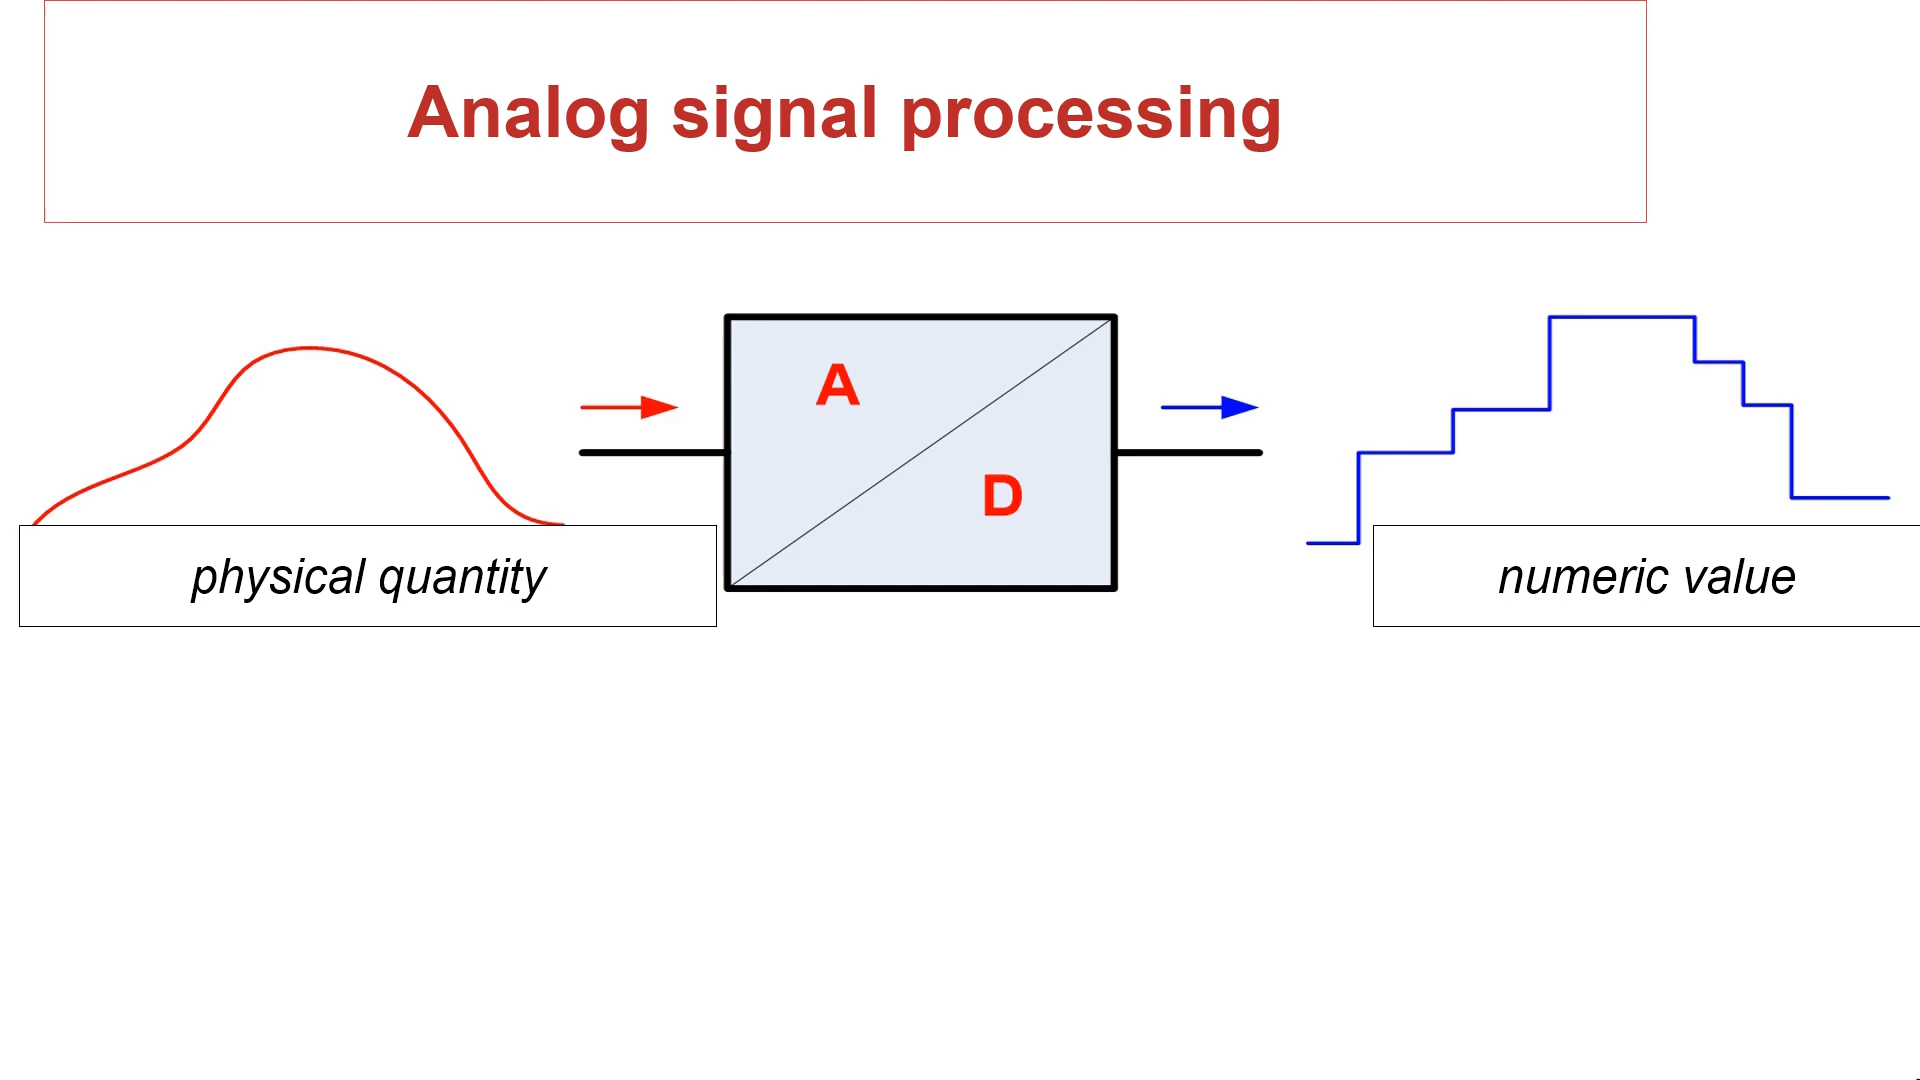 Analog signal processing
A
D
physical quantity
numeric value